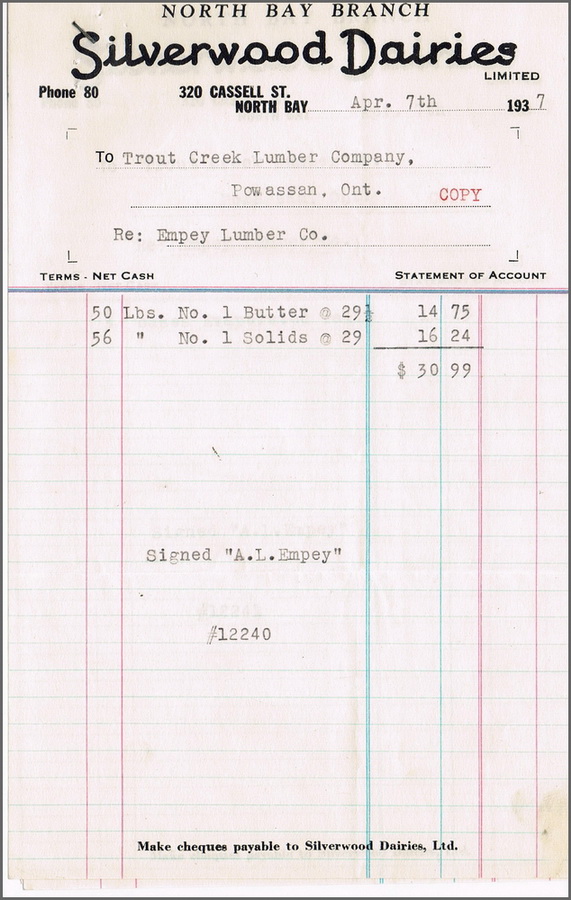 NORTH BAY BRANCH
Silverwood Dairies
LIMITED
Phone 80 320 CASSELL ST.
NORTH BAY Apr. 7th 1937
To Trout Creek Lumber Company,
Powassan, Ont. COPY
Re: Empey Lumber Co.
TERMS - NET CASH STATEMENT OF ACCOUNT
50 Lbs. No. 1 Butter @ 29½ 14 75
56 " No. 1 Solids @ 29 16 24
$ 30 99
Signed "A.L.Empey"
#12240
Make cheques payable to Silverwood Dairies, Ltd.